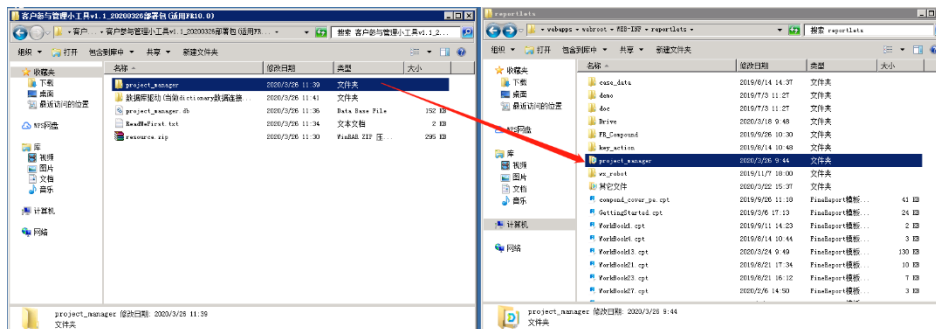 客户参与管理小工具v1.1_20200326部署包(适用FR10.0)
客户... 客户参与管理小工具v1.1_20200326部署包(适用FR...
搜索 客户参与管理小工具v1.1_2...
组织 打开 包含到库中 共享 新建文件夹
收藏夹
下载
桌面
最近访问的位置
WPS网盘
库
视频
图片
文档
音乐
计算机
网络
名称 修改日期 类型 大小
project_manager 2020/3/26 11:39 文件夹
数据库驱动(当做dictionary数据连接... 2020/3/26 11:41 文件夹
project_manager.db 2020/3/26 11:36 Data Base File 152 KB
ReadMeFirst.txt 2020/3/26 11:34 文本文档 2 KB
resource.zip 2020/3/26 11:30 WinRAR ZIP 压... 295 KB
project_manager 修改日期: 2020/3/26 11:39
文件夹
reportlets
webapps webroot WEB-INF reportlets
搜索 reportlets
组织 打开 包含到库中 共享 新建文件夹
收藏夹
下载
桌面
最近访问的位置
WPS网盘
库
视频
图片
文档
音乐
计算机
网络
名称 修改日期 类型 大小
case_data 2019/8/14 14:37 文件夹
demo 2019/7/3 11:27 文件夹
doc 2019/7/3 11:27 文件夹
Drive 2020/3/18 9:48 文件夹
FR_Compound 2019/9/26 10:30 文件夹
key_action 2019/8/14 10:48 文件夹
project_manager 2020/3/26 9:44 文件夹
wx_robot 2019/11/7 18:00 文件夹
其它文件 2020/3/22 15:37 文件夹
compond_cover_pe.cpt 2019/9/26 11:18 FineReport模板... 41 KB
GettingStarted.cpt 2019/3/6 17:13 FineReport模板... 24 KB
WorkBook1.cpt 2019/9/11 14:23 FineReport模板... 2 KB
2019/8/14 10:44 FineReport模板... 3 KB
WorkBook13.cpt 2020/3/24 9:49 FineReport模板... 130 KB
WorkBook21.cpt 2019/8/21 17:34 FineReport模板... 10 KB
WorkBook23.cpt 2019/8/21 16:12 FineReport模板... 7 KB
WorkBook27.cpt 2020/2/6 14:50 FineReport模板... 3 KB
project_manager 修改日期: 2020/3/26 9:44
文件夹